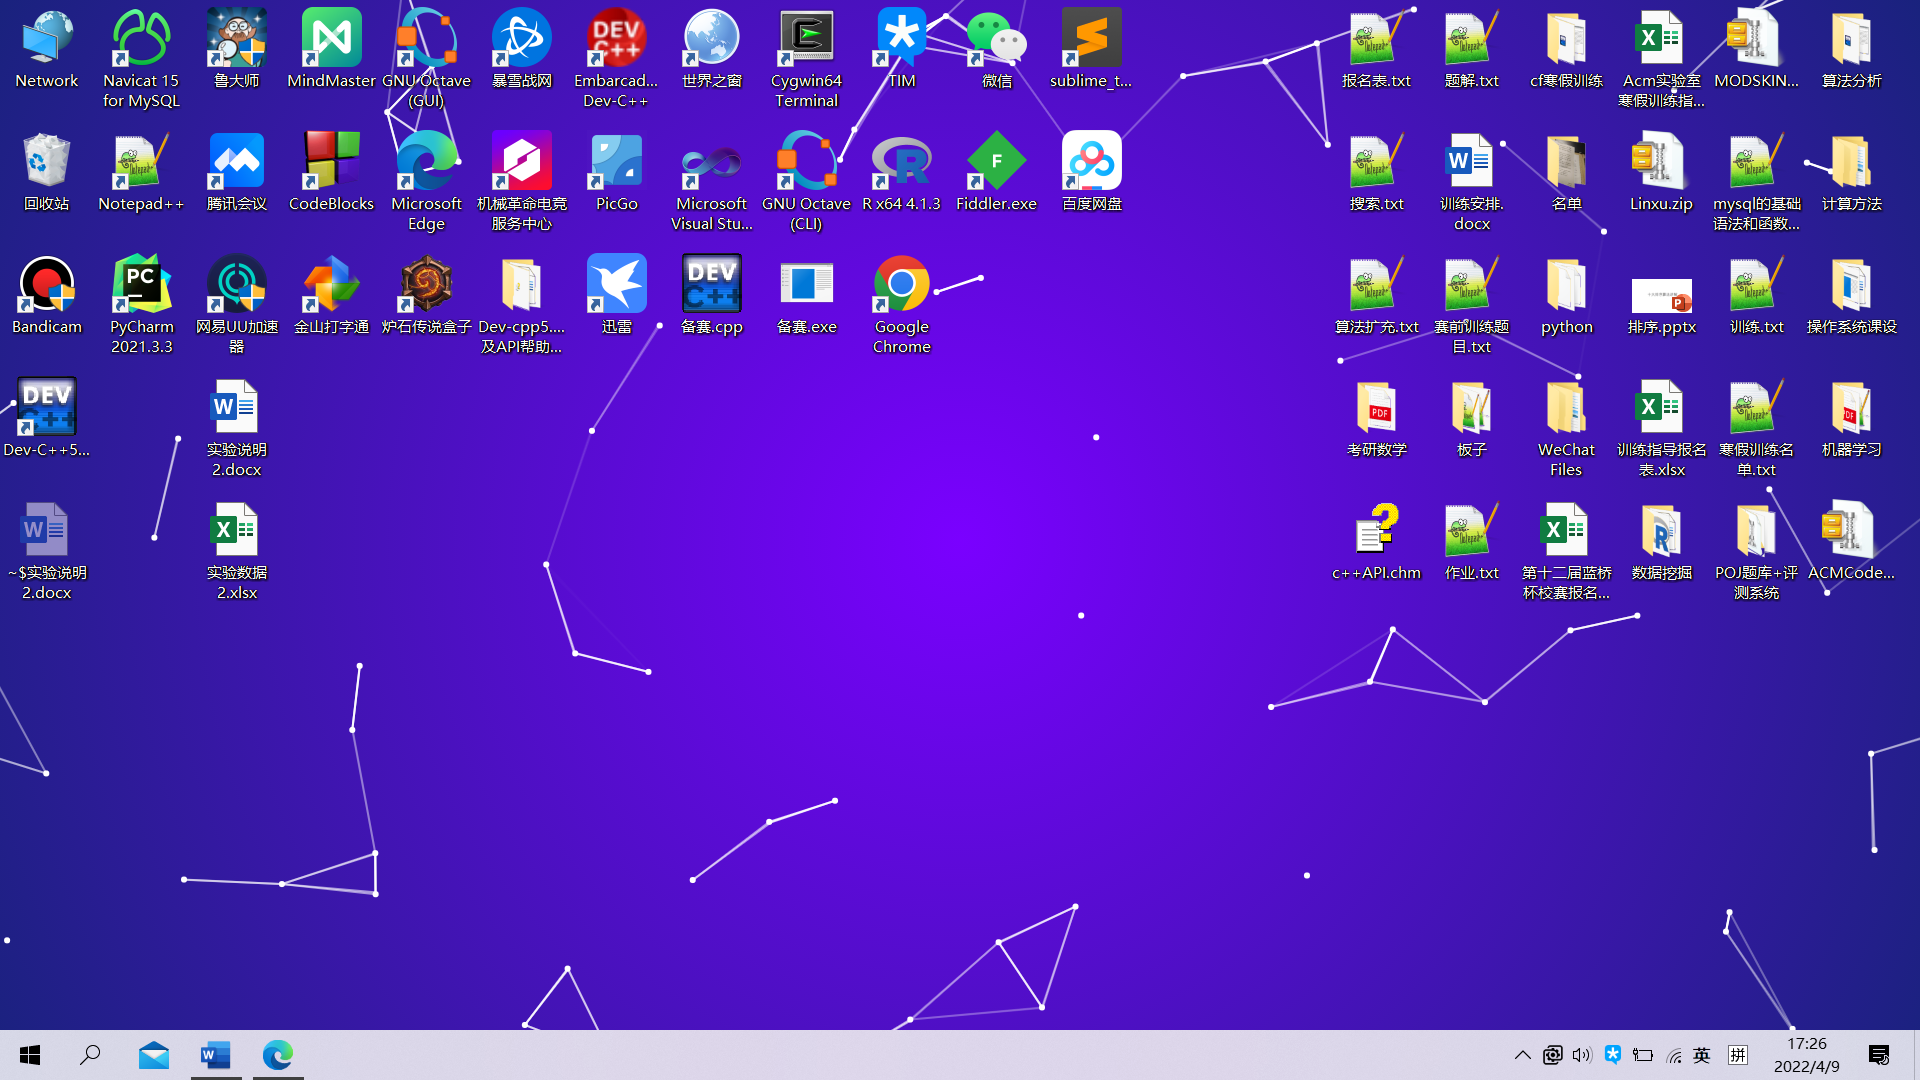 Network
Navicat 15
for MySQL
鲁大师
MindMaster
GNU Octave
(GUI)
暴雪战网
Embarcad...
Dev-C++
世界之窗
Cygwin64
Terminal
TIM
微信
sublime_t...
报名表.txt
题解.txt
cf寒假训练
Acm实验室
寒假训练指...
MODSKIN...
算法分析
回收站
Notepad++
腾讯会议
CodeBlocks
Microsoft
Edge
机械革命电竞
服务中心
PicGo
Microsoft
Visual Stu...
GNU Octave
(CLI)
R x64 4.1.3
Fiddler.exe
百度网盘
搜索.txt
训练安排.
docx
名单
Linxu.zip
mysql的基础
语法和函数...
计算方法
Bandicam
PyCharm
2021.3.3
网易UU加速
器
金山打字通
炉石传说盒子
Dev-cpp5....
及API帮助...
迅雷
备赛.cpp
备赛.exe
Google
Chrome
算法扩充.txt
赛前训练题
目.txt
python
排序.pptx
训练.txt
操作系统课设
Dev-C++5...
实验说明
2.docx
考研数学
板子
WeChat
Files
训练指导报名
表.xlsx
寒假训练名
单.txt
机器学习
~$实验说明
2.docx
实验数据
2.xlsx
c++API.chm
作业.txt
第十二届蓝桥
杯校赛报名...
数据挖掘
POJ题库+评
测系统
ACMCode...
英
拼
17:26
2022/4/9